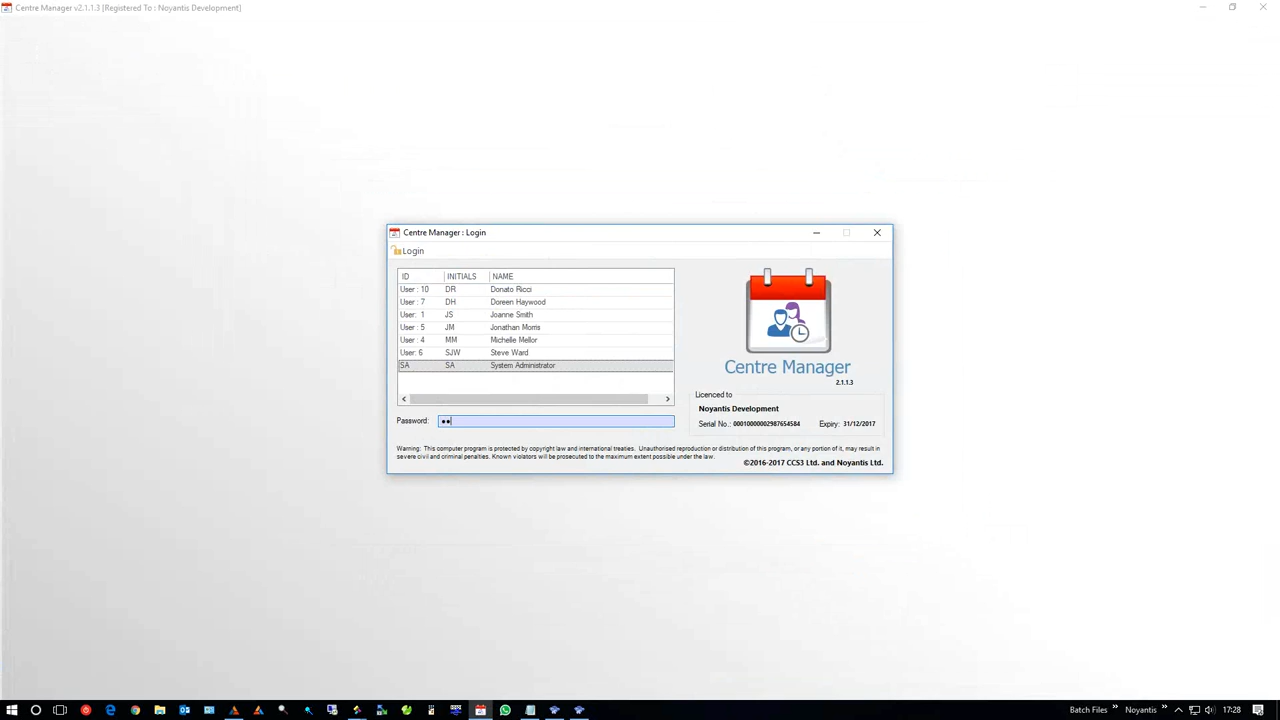 Centre Manager v2.1.1.3 [Registered To : Noyantis Development]
Centre Manager : Login
Login
ID INITIALS NAME
User : 10 DR Donato Ricci
User : 7 DH Doreen Haywood
User: 1 JS Joanne Smith
User : 5 JM Jonathan Morris
User : 4 MM Michelle Mellor
User: 6 SJW Steve Ward
SA SA System Administrator
Password:
Centre Manager
2.1.1.3
Licenced to
Noyantis Development
Serial No.: 00010000002987654584 Expiry: 31/12/2017
Warning: This computer program is protected by copyright law and international treaties. Unauthorised reproduction or distribution of this program, or any portion of it, may result in
severe civil and criminal penalties. Known violators will be prosecuted to the maximum extent possible under the law.
©2016-2017 CCS3 Ltd. and Noyantis Ltd.
Batch Files Noyantis 17:28